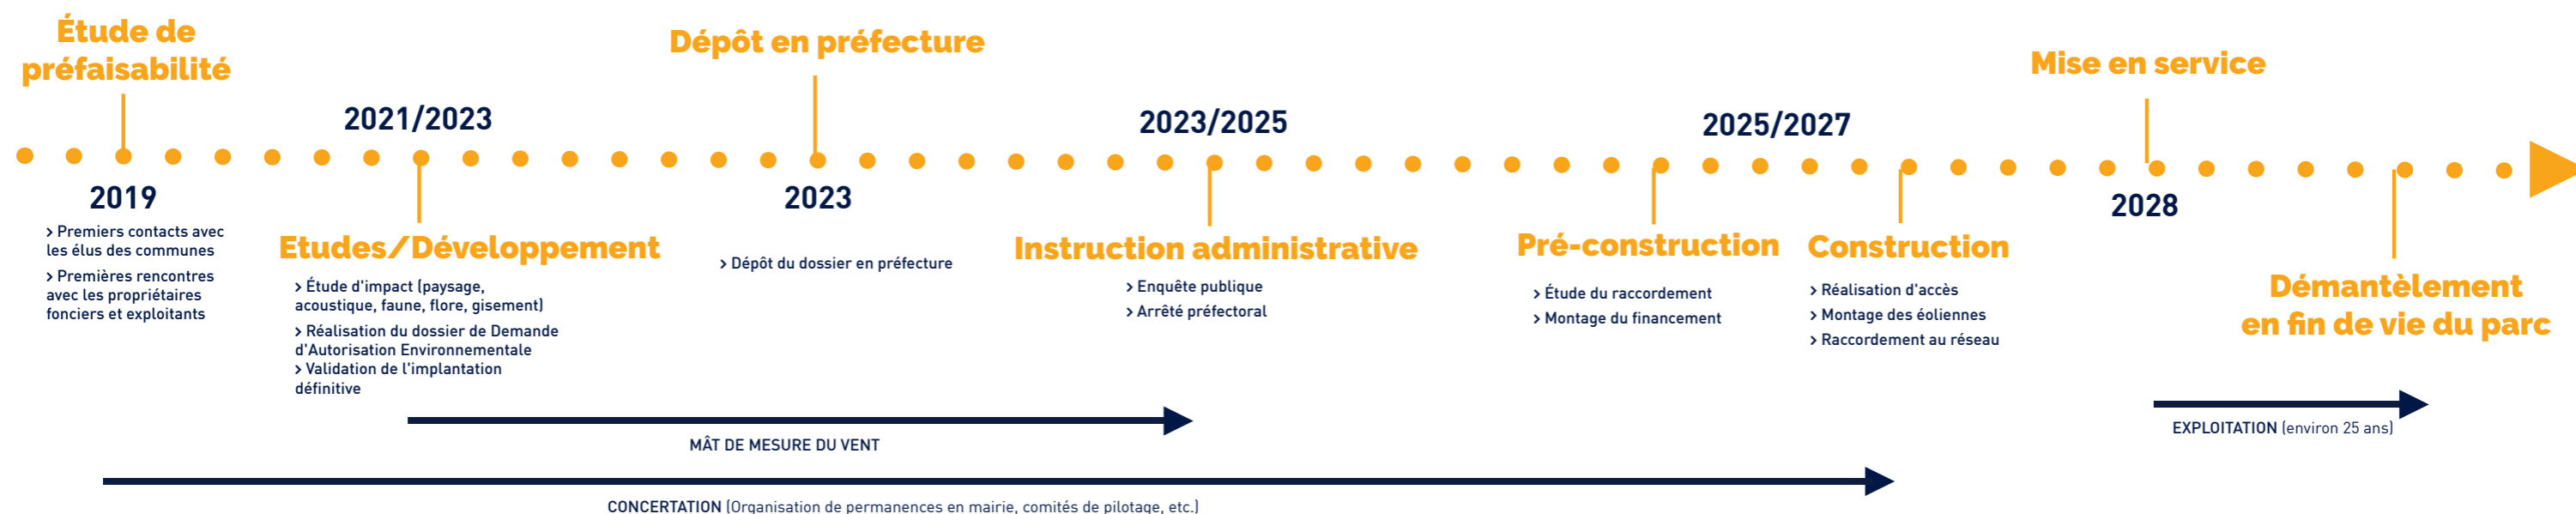 Étude de
préfaisabilité
2019
> Premiers contacts avec
les élus des communes
> Premières rencontres
avec les propriétaires
fonciers et exploitants
2021/2023
Etudes/Développement
> Étude d'impact (paysage,
acoustique, faune, flore, gisement)
> Réalisation du dossier de Demande
d'Autorisation Environnementale
> Validation de l'implantation
définitive
Dépôt en préfecture
2023
> Dépôt du dossier en préfecture
2023/2025
Instruction administrative
> Enquête publique
> Arrêté préfectoral
2025/2027
Pré-construction
> Étude du raccordement
> Montage du financement
Construction
> Réalisation d'accès
> Montage des éoliennes
> Raccordement au réseau
Mise en service
2028
Démantèlement
en fin de vie du parc
MÂT DE MESURE DU VENT
EXPLOITATION (environ 25 ans)
CONCERTATION (Organisation de permanences en mairie, comités de pilotage, etc.)